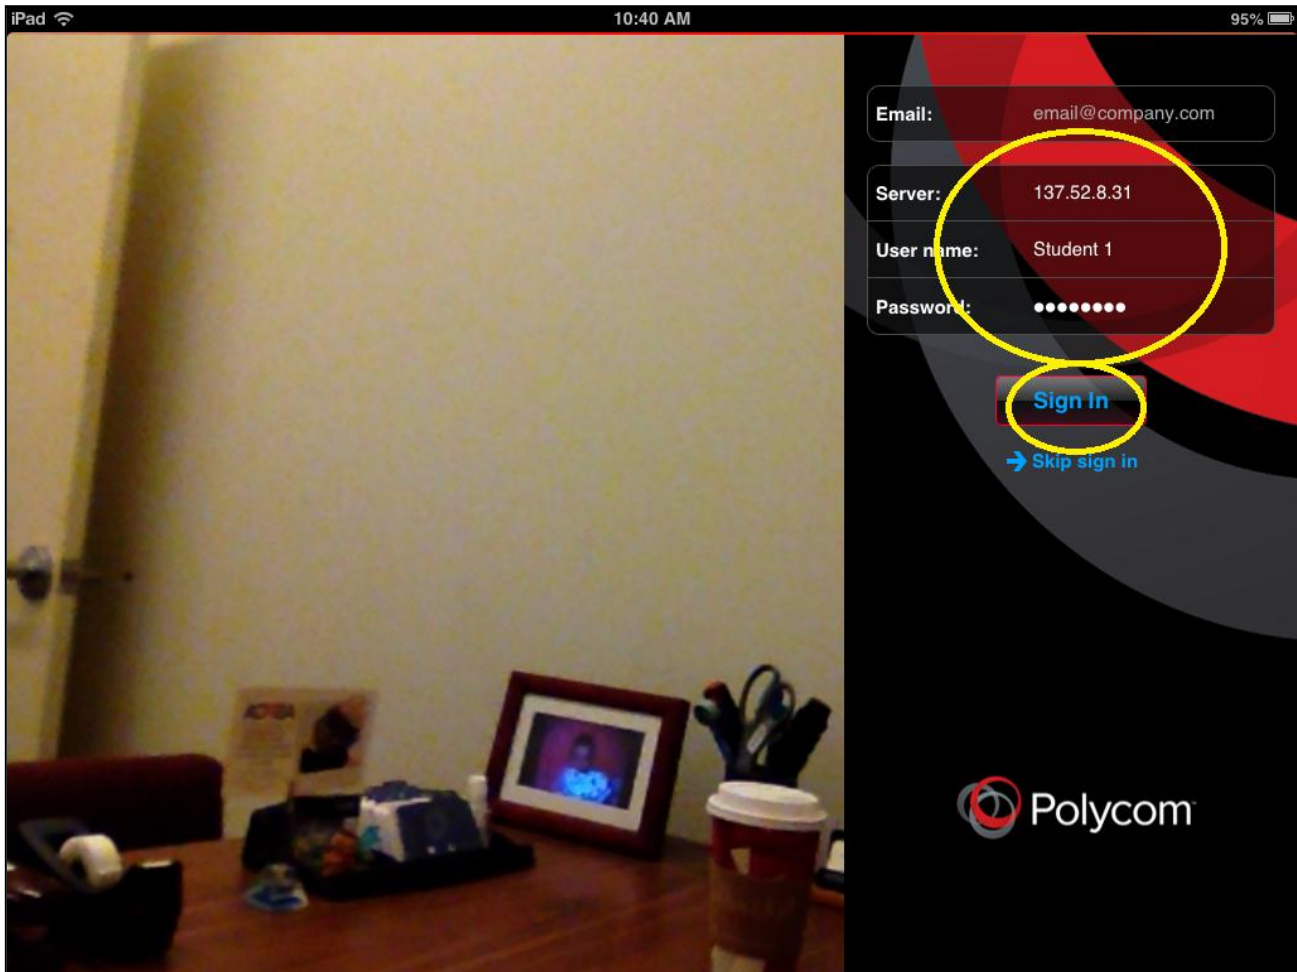 iPad 10:40 AM 95%
Email: email@company.com
Server: 137.52.8.31
User name: Student 1
Password: ●●●●●●●●
Sign In
→ Skip sign in
Polycom